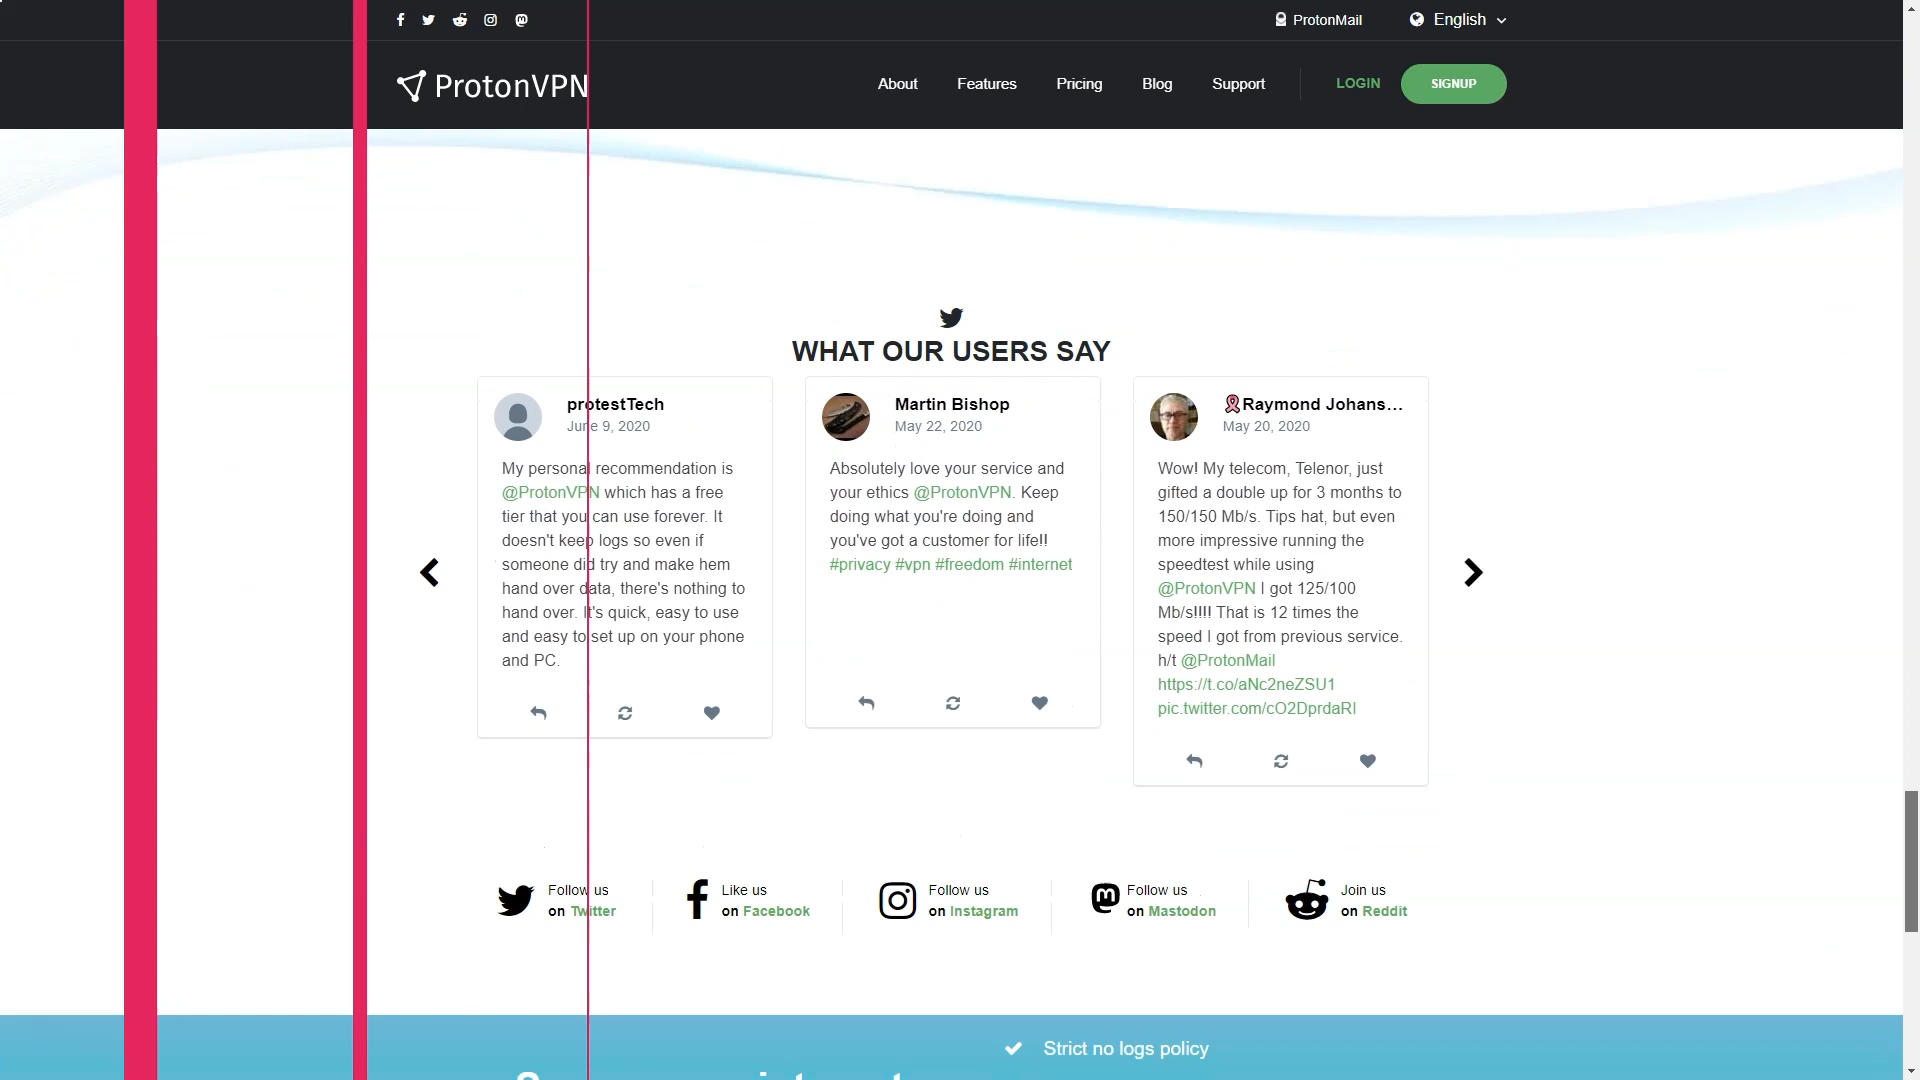 ProtonMail
English
ProtonVPN
About
Features
Pricing
Blog
Support
LOGIN
SIGNUP
WHAT OUR USERS SAY
protestTech
June 9, 2020
My personal recommendation is
@ProtonVPN which has a free
tier that you can use forever. It
doesn't keep logs so even if
someone did try and make hem
hand over data, there's nothing to
hand over. It's quick, easy to use
and easy to set up on your phone
and PC.
Martin Bishop
May 22, 2020
Absolutely love your service and
your ethics @ProtonVPN. Keep
doing what you're doing and
you've got a customer for life!!
#privacy #vpn #freedom #internet
🎗Raymond Johans...
May 20, 2020
Wow! My telecom, Telenor, just
gifted a double up for 3 months to
150/150 Mb/s. Tips hat, but even
more impressive running the
speedtest while using
@ProtonVPN I got 125/100
Mb/s!!!! That is 12 times the
speed I got from previous service.
h/t @ProtonMail
https://t.co/aNc2neZSU1
pic.twitter.com/cO2DprdaRI
Follow us
on Twitter
Like us
on Facebook
Follow us
on Instagram
Follow us
on Mastodon
Join us
on Reddit
Strict no logs policy